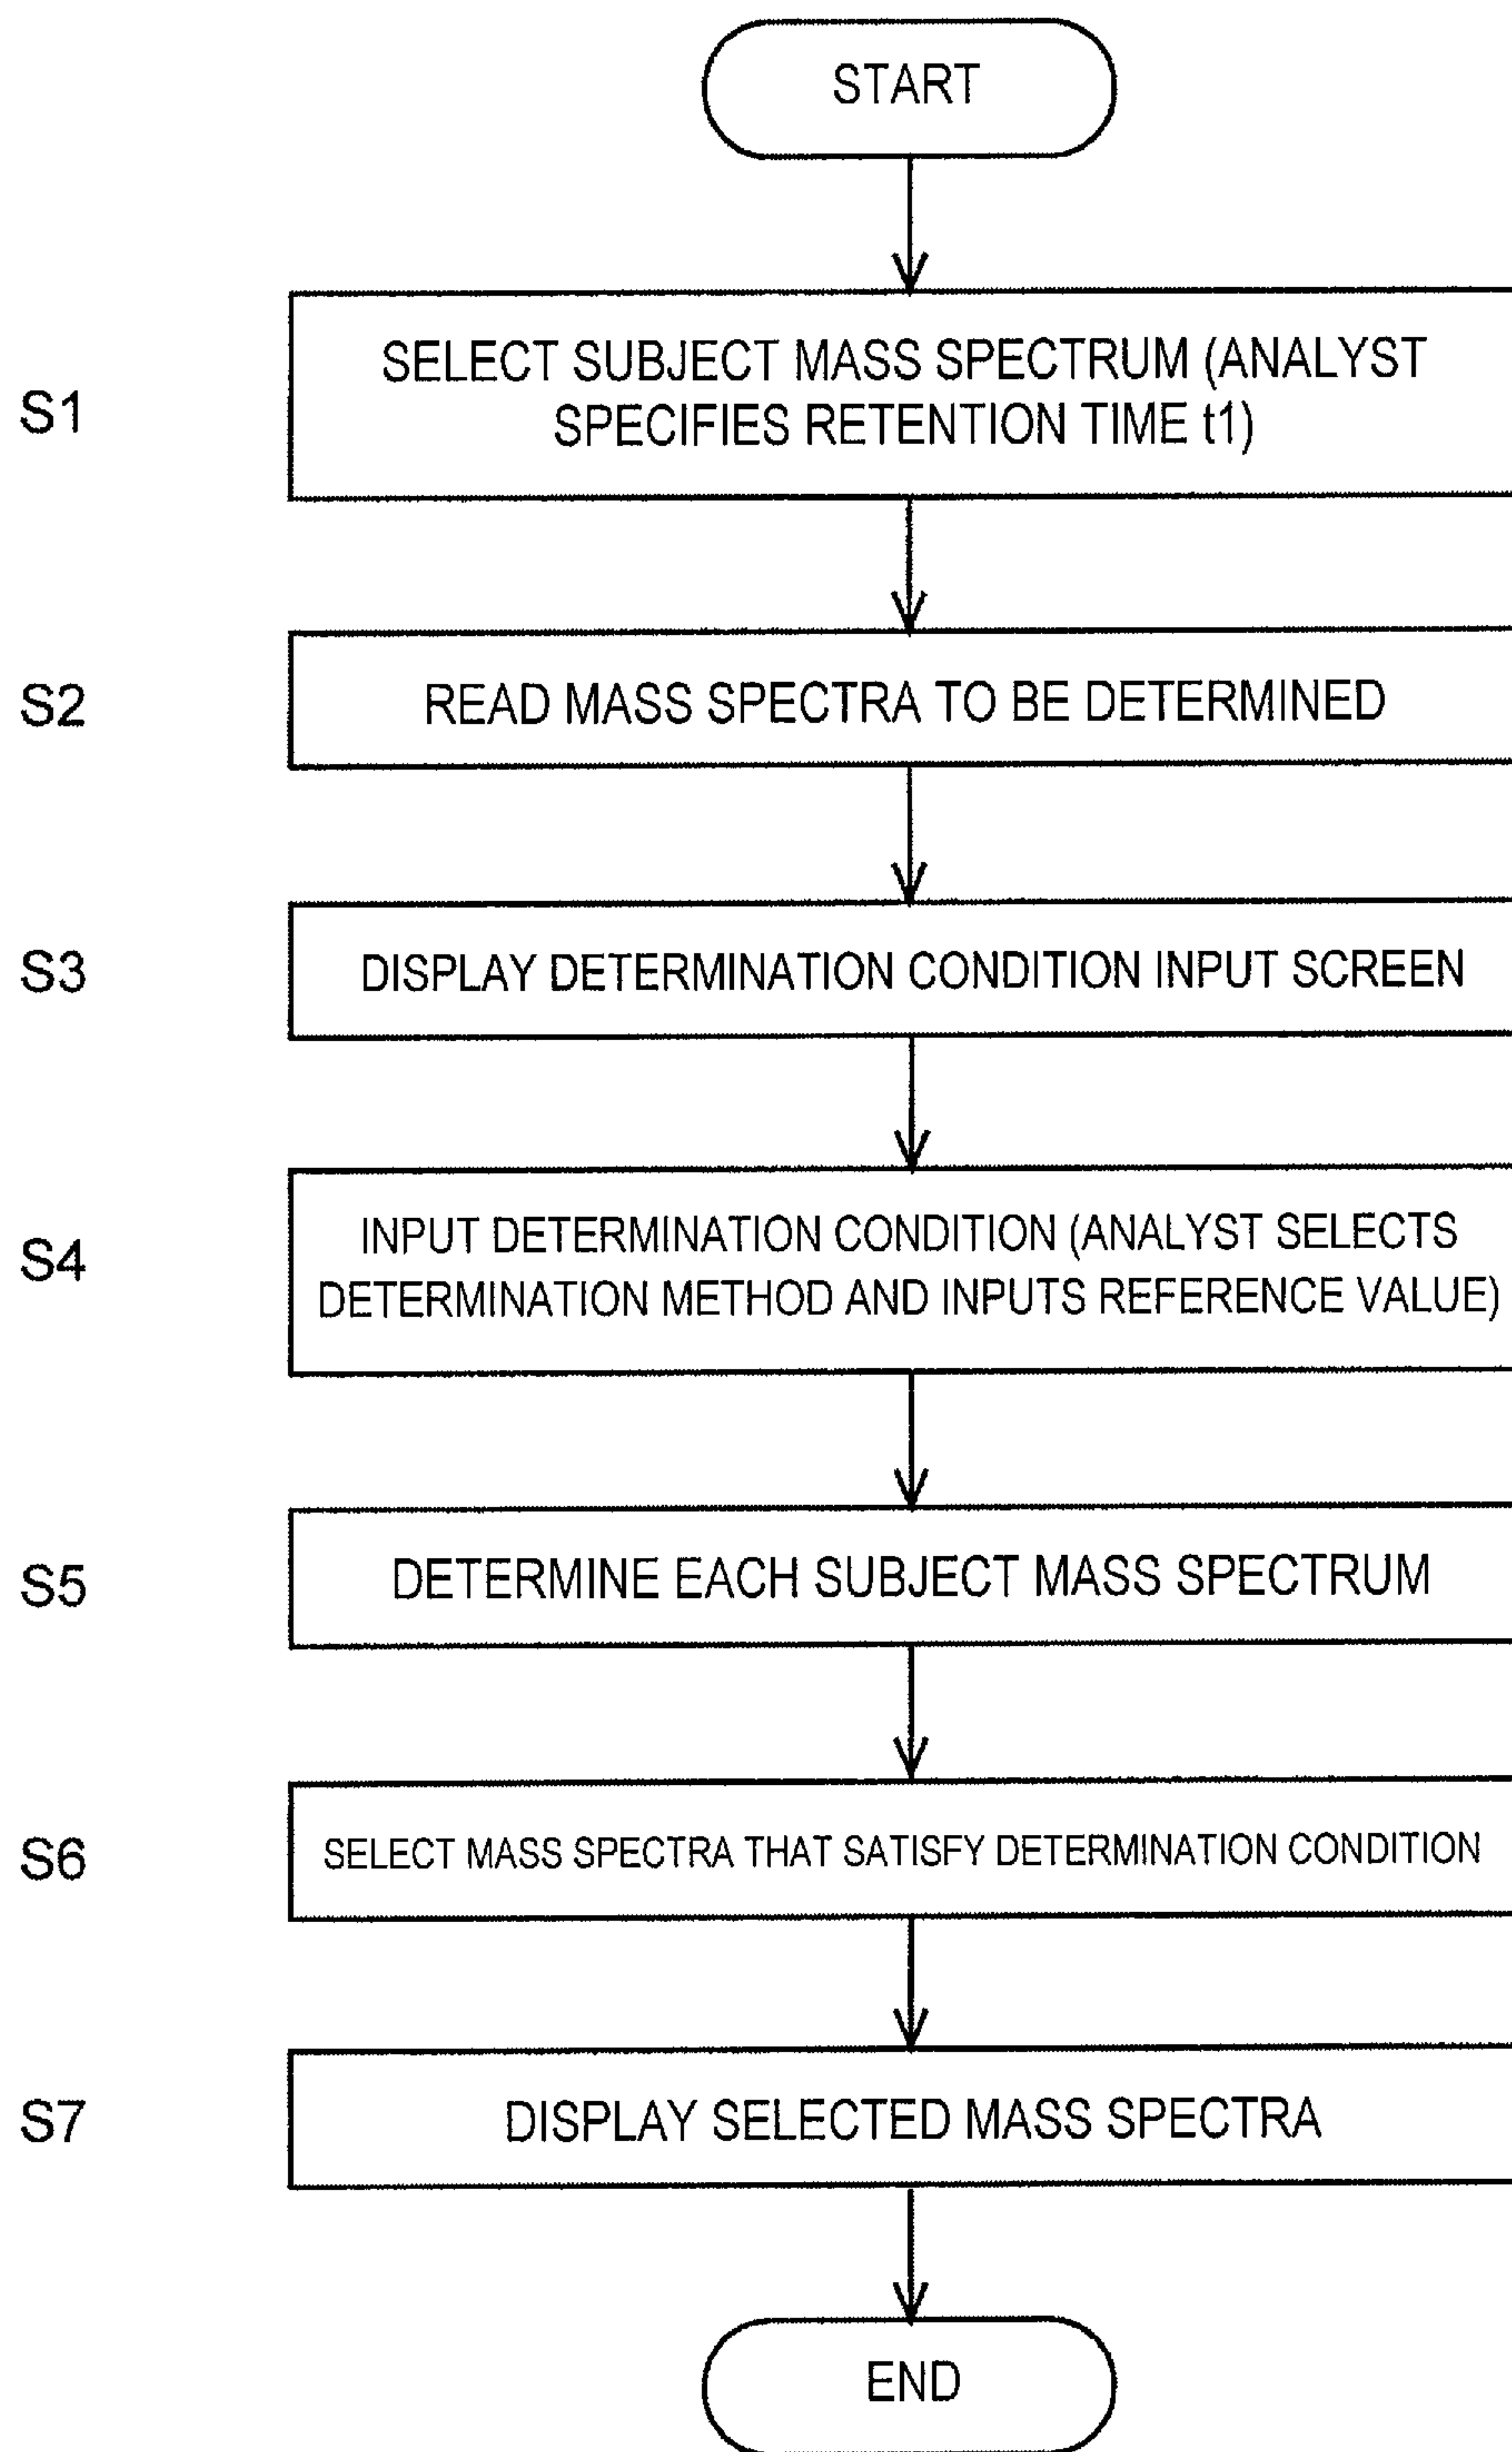 START
S1
SELECT SUBJECT MASS SPECTRUM (ANALYST
SPECIFIES RETENTION TIME t1)
S2
READ MASS SPECTRA TO BE DETERMINED
S3
DISPLAY DETERMINATION CONDITION INPUT SCREEN
S4
INPUT DETERMINATION CONDITION (ANALYST SELECTS
DETERMINATION METHOD AND INPUTS REFERENCE VALUE)
S5
DETERMINE EACH SUBJECT MASS SPECTRUM
S6
SELECT MASS SPECTRA THAT SATISFY DETERMINATION CONDITION
S7
DISPLAY SELECTED MASS SPECTRA
END